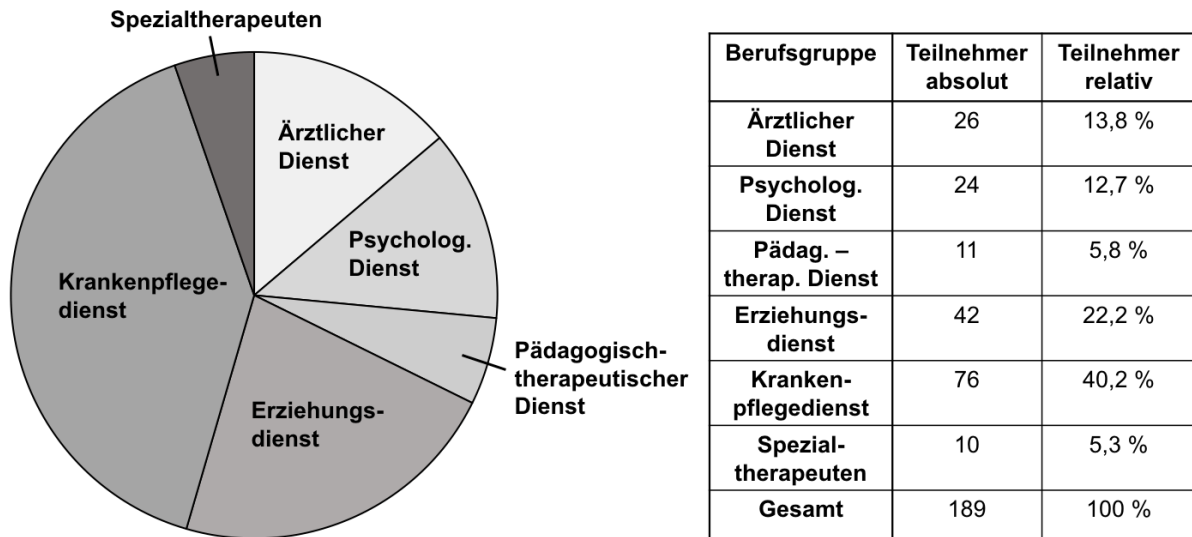 Spezialtherapeuten
Ärztlicher
Dienst
Psycholog.
Dienst
Pädagogisch-
therapeutischer
Dienst
Erziehungs-
dienst
Krankenpflege-
dienst
Berufsgruppe Teilnehmer absolut Teilnehmer relativ
Ärztlicher Dienst 26 13,8 %
Psycholog. Dienst 24 12,7 %
Pädag. – therap. Dienst 11 5,8 %
Erziehungs- dienst 42 22,2 %
Kranken- pflegedienst 76 40,2 %
Spezial- therapeuten 10 5,3 %
Gesamt 189 100 %